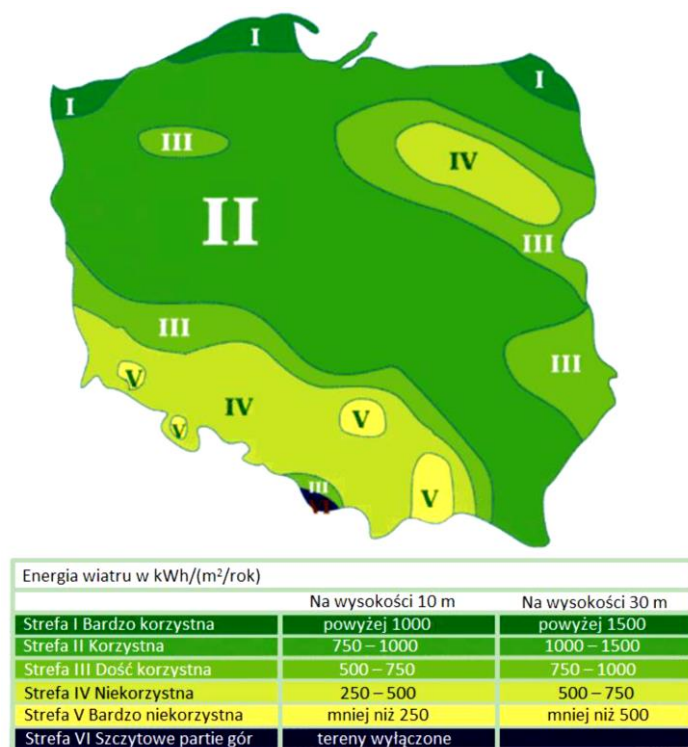 I
I
I
III
IV
II
III
III
III
V
IV
V
V
III
VI
V
Energia wiatru w kWh/(m²/rok)
Na wysokości 10 m Na wysokości 30 m
Strefa I Bardzo korzystna powyżej 1000 powyżej 1500
Strefa II Korzystna 750 – 1000 1000 – 1500
Strefa III Dość korzystna 500 – 750 750 – 1000
Strefa IV Niekorzystna 250 – 500 500 – 750
Strefa V Bardzo niekorzystna mniej niż 250 mniej niż 500
Strefa VI Szczytowe partie gór tereny wyłączone